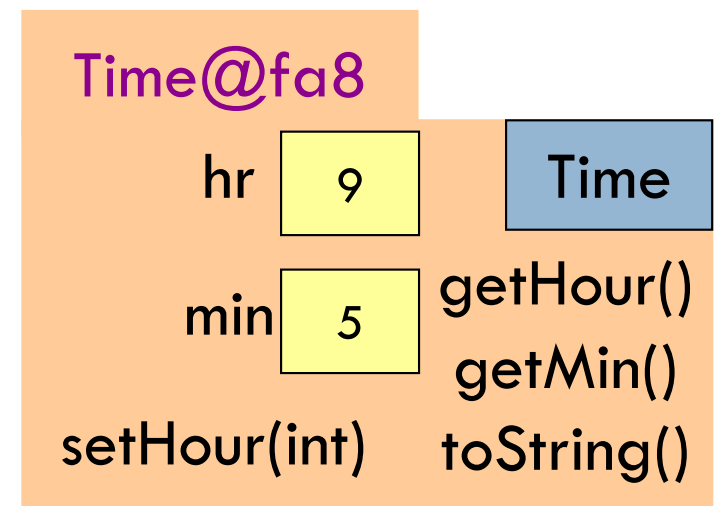 Time@fa8
hr 9 Time
min 5 getHour()
getMin()
setHour(int) toString()